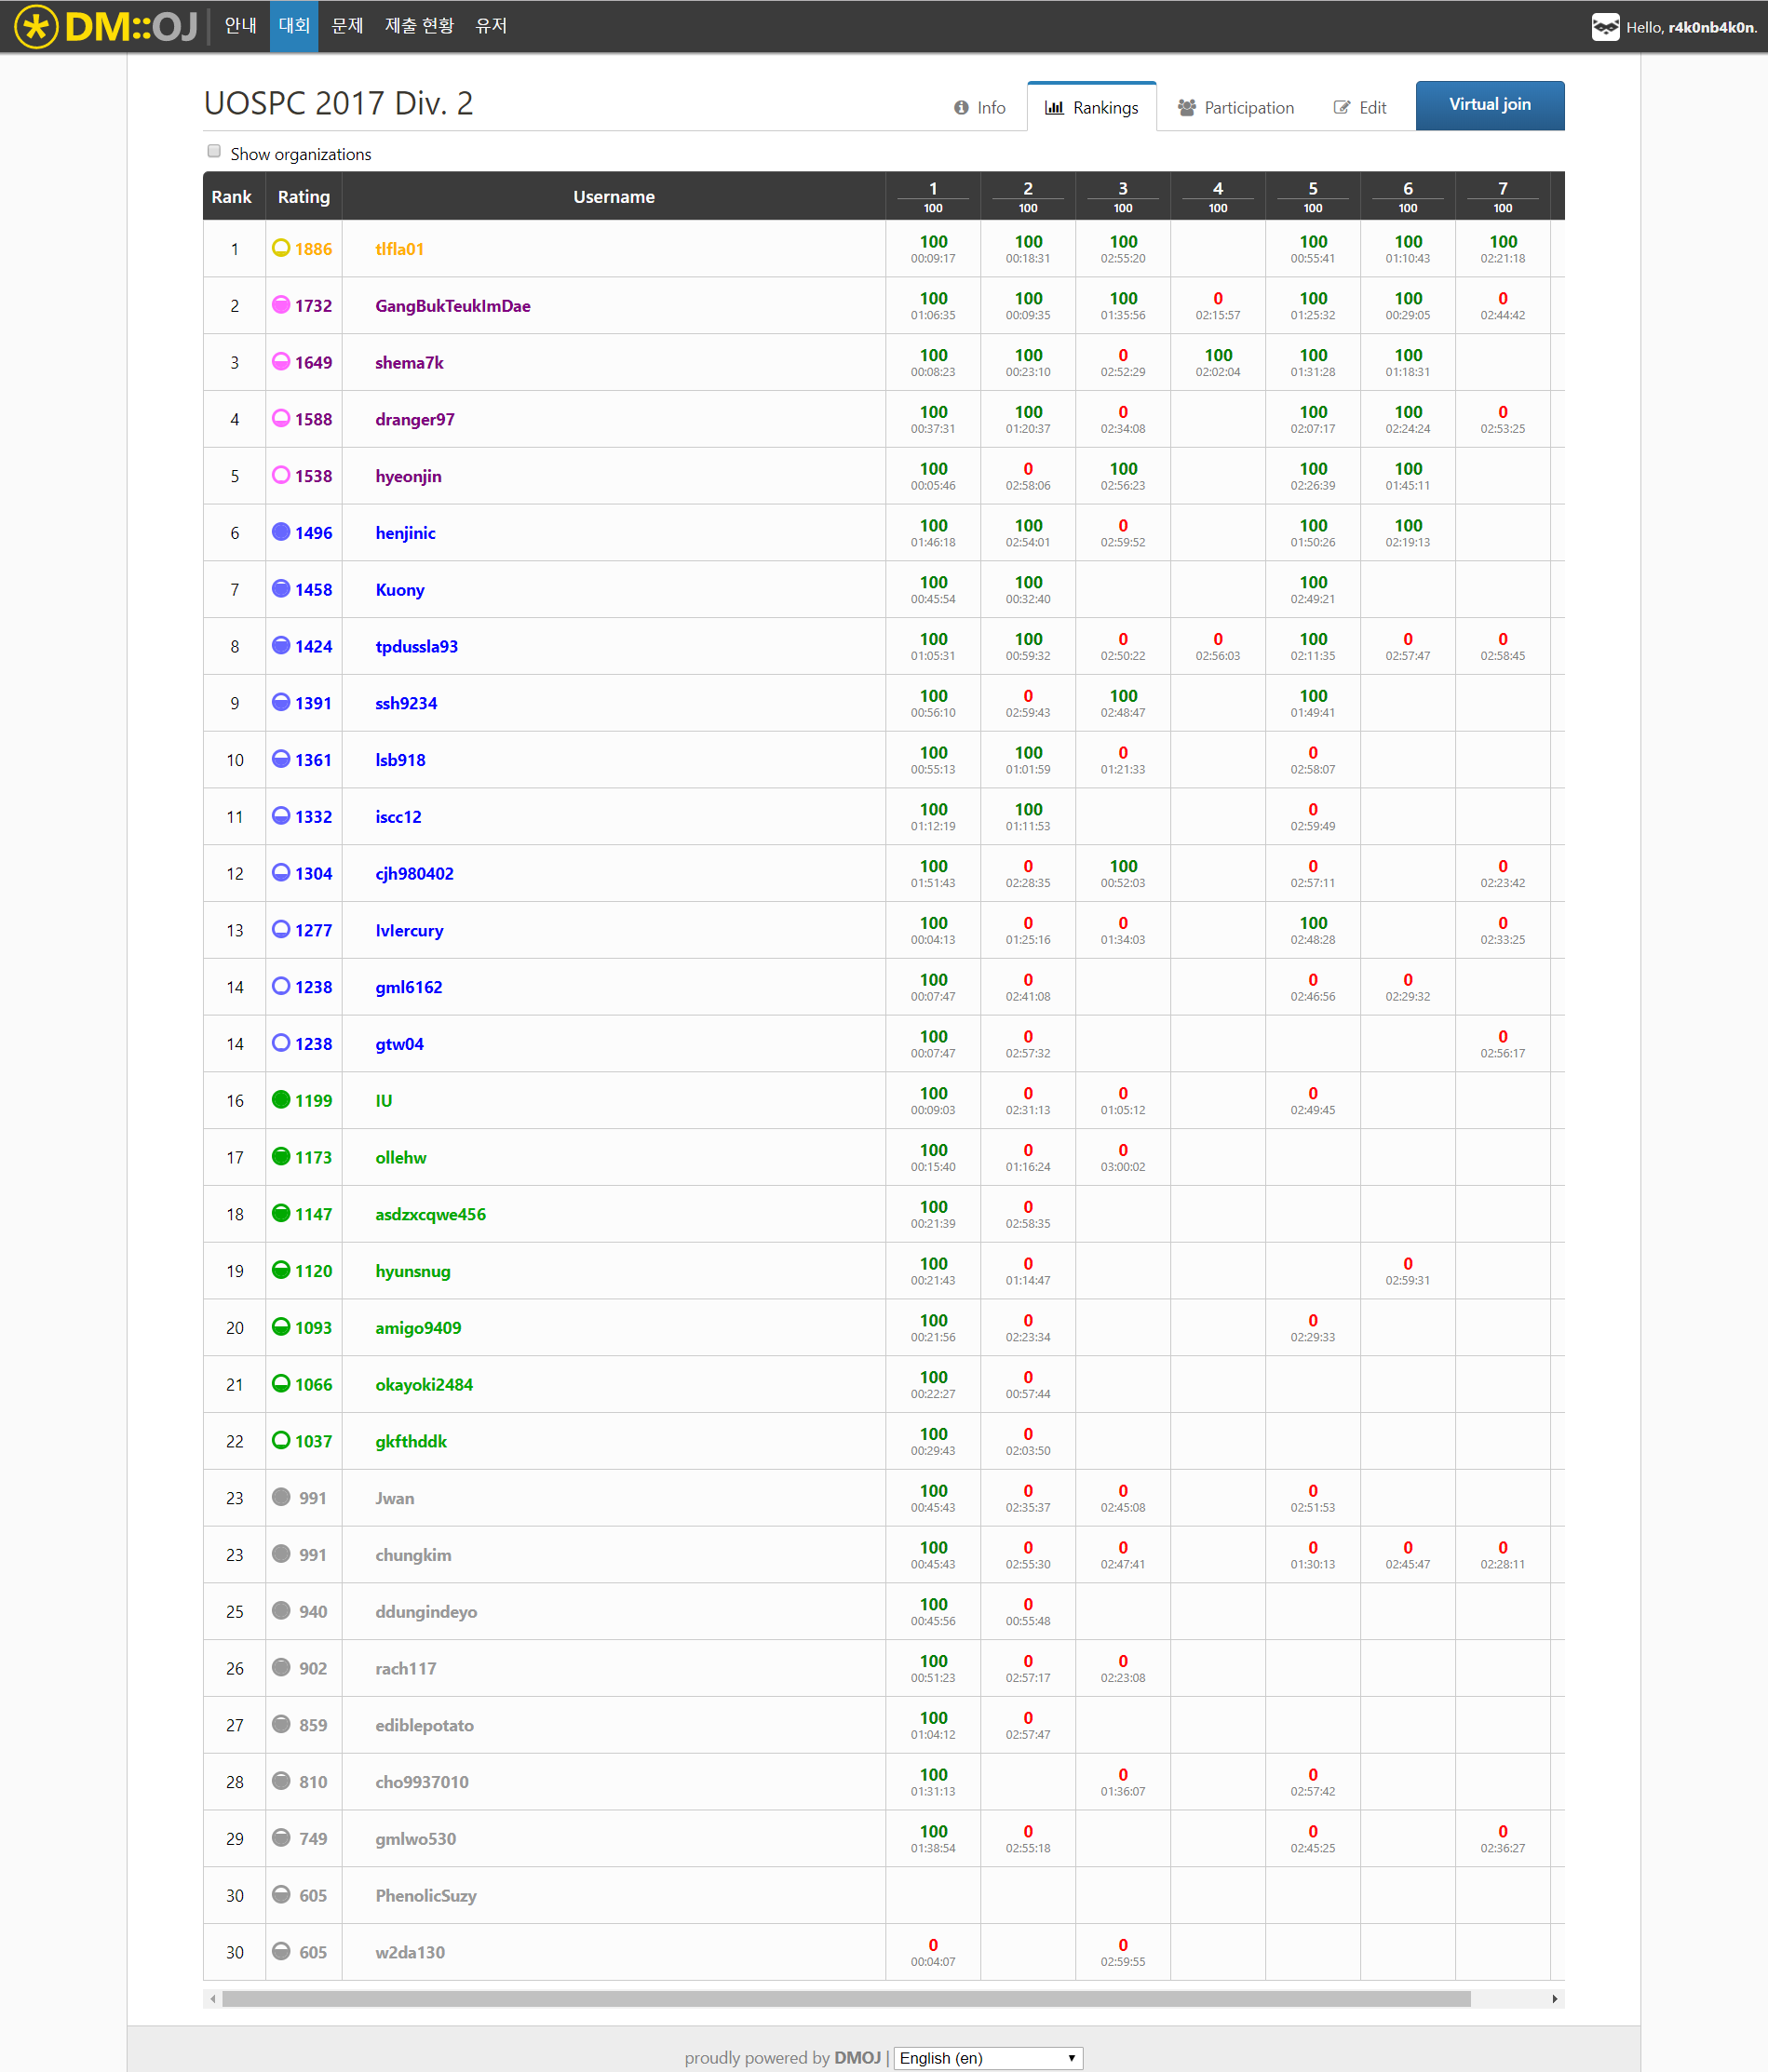 DM::OJ 안내 대회 문제 제출 현황 유저 Hello, r4k0nb4k0n.
UOSPC 2017 Div. 2 Info Rankings Participation Edit Virtual join
Show organizations
Rank Rating Username 1 2 3 4 5 6 7
100 100 100 100 100 100 100
1 1886 tlfla01 100 100 100 100 100 100
00:09:17 00:18:31 02:55:20 00:55:41 01:10:43 02:21:18
2 1732 GangBukTeukImDae 100 100 100 0 100 100 0
01:06:35 00:09:35 01:35:56 02:15:57 01:25:32 00:29:05 02:44:42
3 1649 shema7k 100 100 0 100 100 100
00:08:23 00:23:10 02:52:29 02:02:04 01:31:28 01:18:31
4 1588 dranger97 100 100 0 100 100 0
00:37:31 01:20:37 02:34:08 02:07:17 02:24:24 02:53:25
5 1538 hyeonjin 100 0 100 100 100
00:05:46 02:58:06 02:56:23 02:26:39 01:45:11
6 1496 henjinic 100 100 0 100 100
01:46:18 02:54:01 02:59:52 01:50:26 02:19:13
7 1458 Kuony 100 100 100
00:45:54 00:32:40 02:49:21
8 1424 tpdussla93 100 100 0 0 100 0 0
01:05:31 00:59:32 02:50:22 02:56:03 02:11:35 02:57:47 02:58:45
9 1391 ssh9234 100 0 100 100
00:56:10 02:59:43 02:48:47 01:49:41
10 1361 lsb918 100 100 0 0
00:55:13 01:01:59 01:21:33 02:58:07
11 1332 iscc12 100 100 0
01:12:19 01:11:53 02:59:49
12 1304 cjh980402 100 0 100 0 0
01:51:43 02:28:35 00:52:03 02:57:11 02:23:42
13 1277 lvlercury 100 0 0 100 0
00:04:13 01:25:16 01:34:03 02:48:28 02:33:25
14 1238 gml6162 100 0 0 0
00:07:47 02:41:08 02:46:56 02:29:32
14 1238 gtw04 100 0 0
00:07:47 02:57:32 02:56:17
16 1199 IU 100 0 0 0
00:09:03 02:31:13 01:05:12 02:49:45
17 1173 ollehw 100 0 0
00:15:40 01:16:24 03:00:02
18 1147 asdzxcqwe456 100 0
00:21:39 02:58:35
19 1120 hyunsnug 100 0 0
00:21:43 01:14:47 02:59:31
20 1093 amigo9409 100 0 0
00:21:56 02:23:34 02:29:33
21 1066 okayoki2484 100 0
00:22:27 00:57:44
22 1037 gkfthddk 100 0
00:29:43 02:03:50
23 991 Jwan 100 0 0 0
00:45:43 02:35:37 02:45:08 02:51:53
23 991 chungkim 100 0 0 0 0 0
00:45:43 02:55:30 02:47:41 01:30:13 02:45:47 02:28:11
25 940 ddungindeyo 100 0
00:45:56 00:55:48
26 902 rach117 100 0 0
00:51:23 02:57:17 02:23:08
27 859 ediblepotato 100 0
01:04:12 02:57:47
28 810 cho9937010 100 0 0
01:31:13 01:36:07 02:57:42
29 749 gmlwo530 100 0 0 0
01:38:54 02:55:18 02:45:25 02:36:27
30 605 PhenolicSuzy
30 605 w2da130 0 0
00:04:07 02:59:55
proudly powered by DMOJ | English (en)